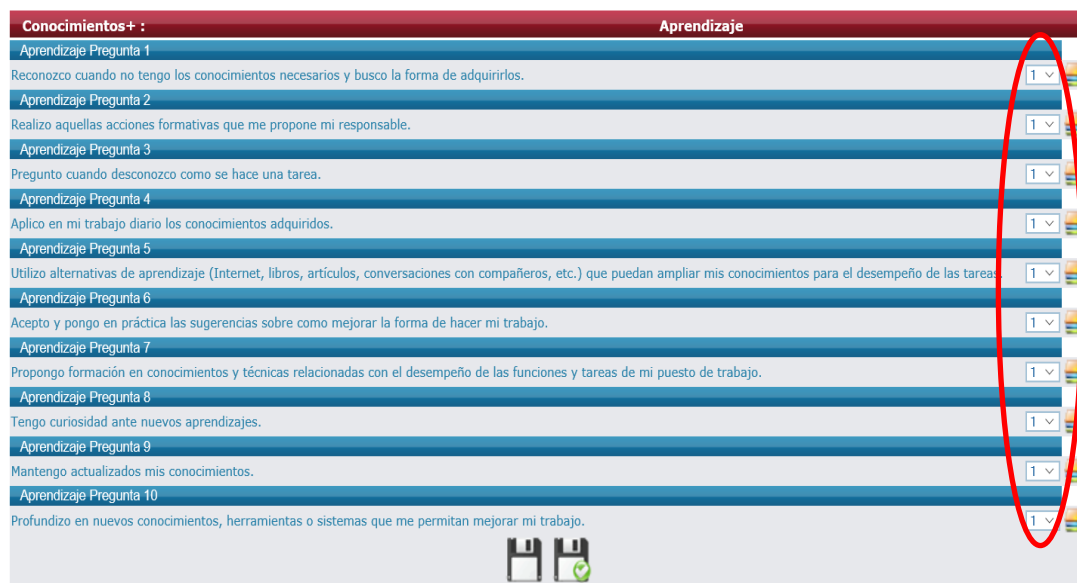 Conocimientos+ : Aprendizaje
Aprendizaje Pregunta 1
Reconozco cuando no tengo los conocimientos necesarios y busco la forma de adquirirlos. 1
Aprendizaje Pregunta 2
Realizo aquellas acciones formativas que me propone mi responsable. 1
Aprendizaje Pregunta 3
Pregunto cuando desconozco como se hace una tarea. 1
Aprendizaje Pregunta 4
Aplico en mi trabajo diario los conocimientos adquiridos. 1
Aprendizaje Pregunta 5
Utilizo alternativas de aprendizaje (Internet, libros, artículos, conversaciones con compañeros, etc.) que puedan ampliar mis conocimientos para el desempeño de las tareas. 1
Aprendizaje Pregunta 6
Acepto y pongo en práctica las sugerencias sobre como mejorar la forma de hacer mi trabajo. 1
Aprendizaje Pregunta 7
Propongo formación en conocimientos y técnicas relacionadas con el desempeño de las funciones y tareas de mi puesto de trabajo. 1
Aprendizaje Pregunta 8
Tengo curiosidad ante nuevos aprendizajes. 1
Aprendizaje Pregunta 9
Mantengo actualizados mis conocimientos. 1
Aprendizaje Pregunta 10
Profundizo en nuevos conocimientos, herramientas o sistemas que me permitan mejorar mi trabajo. 1